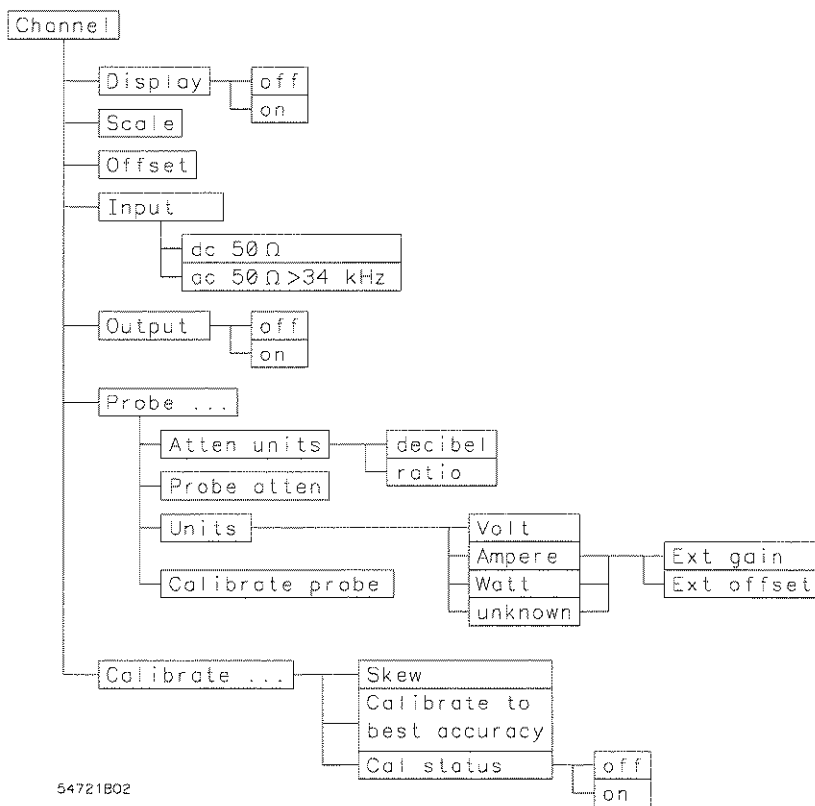 Channel
Display
off
on
Scale
Offset
Input
dc 50Ω
ac 50Ω>34 kHz
Output
off
on
Probe ...
Atten units
decibel
ratio
Probe atten
Units
Volt
Ampere
Watt
unknown
Ext gain
Ext offset
Calibrate probe
Calibrate ...
Skew
Calibrate to
best accuracy
Cal status
off
on
54721B02